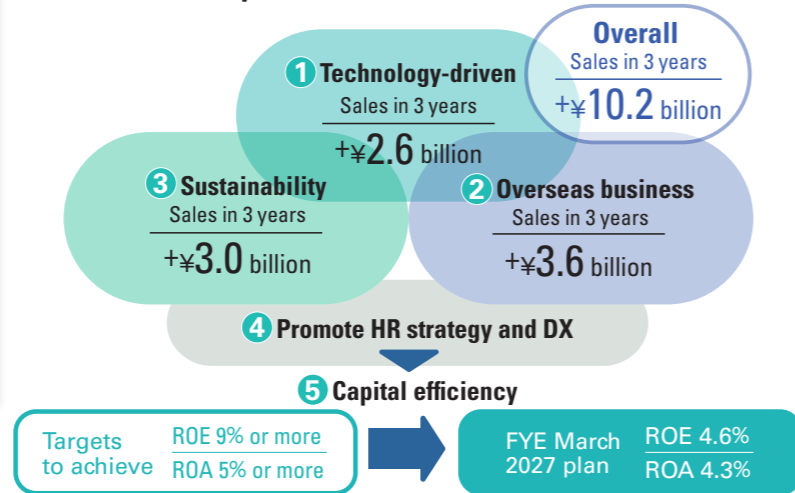 Overall
Sales in 3 years
+¥10.2 billion
1 Technology-driven
Sales in 3 years
+¥2.6 billion
3 Sustainability
Sales in 3 years
+¥3.0 billion
2 Overseas business
Sales in 3 years
+¥3.6 billion
4 Promote HR strategy and DX
5 Capital efficiency
Targets
to achieve
ROE 9% or more
ROA 5% or more
FYE March
2027 plan
ROE 4.6%
ROA 4.3%